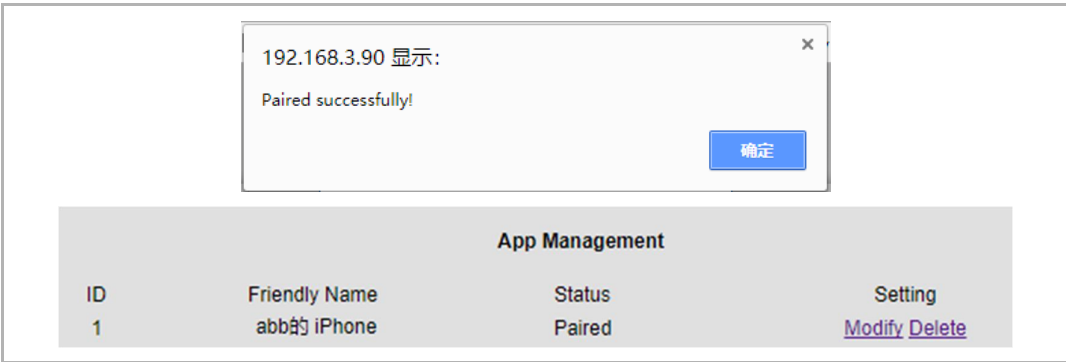 192.168.3.90 显示:
Paired successfully!
确定
App Management
ID Friendly Name Status Setting
1 abb的 iPhone Paired Modify Delete